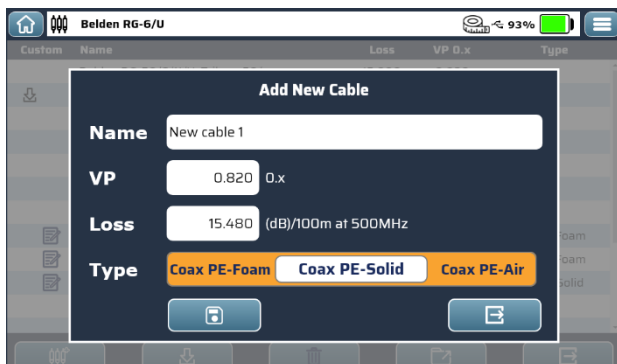 Belden RG-6/U 93%
Custom Name Loss VP 0.x Type
Add New Cable
Name New cable 1
VP 0.820 0.x
Loss 15.480 (dB)/100m at 500MHz
Type Coax PE-Foam Coax PE-Solid Coax PE-Air
oam
oam
Solid